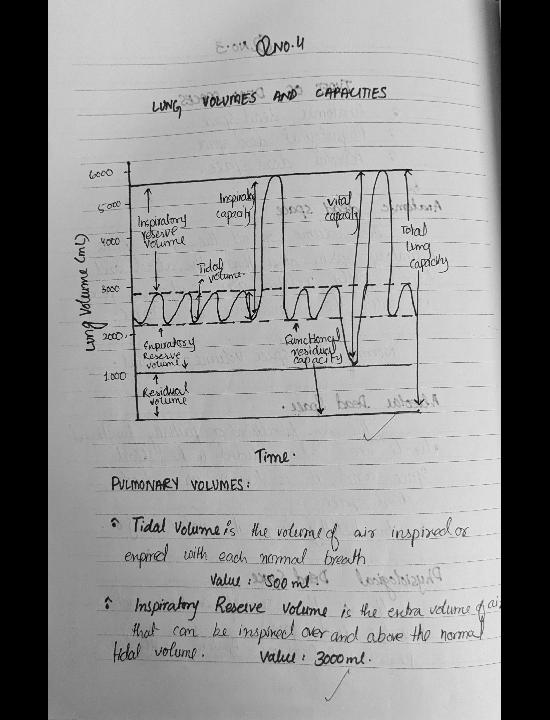 QNO.4
LUNG VOLUMES AND CAPACITIES
6000
5000
4000
3000
2000
1000
Lung Volume (mL)
Inspiratory
reserve
volume
Inspiratory
capacity
vital
capacity
Total
lung
capacity
Tidal
volume
Expiratory
Reserve
volume
Functional
residual
capacity
Residual
volume
Time.
PULMONARY VOLUMES:
Tidal Volume is the volume of air inspired or
expired with each normal breath
Value : 500 ml.
Inspiratory Reserve Volume is the extra volume of air
that can be inspired over and above the normal
tidal volume. Value : 3000ml.